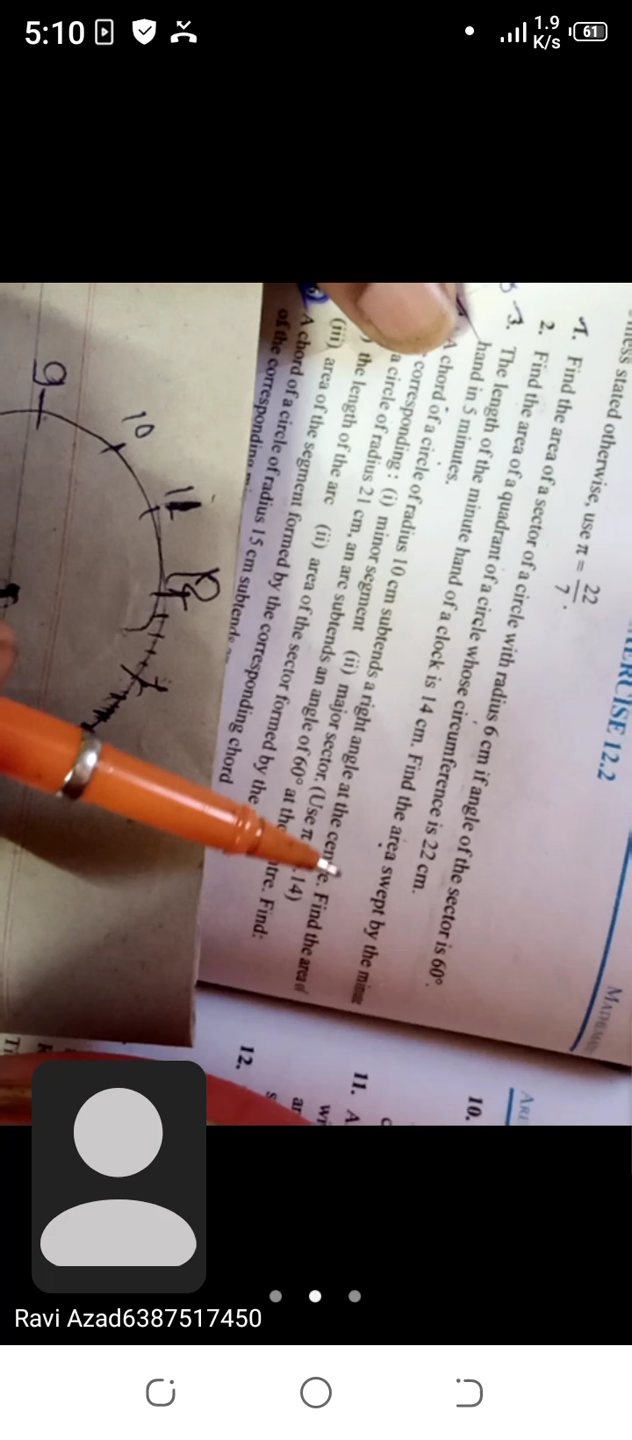 5:10
1.9
K/s
61
ERCISE 12.2
MATHEMA
ness stated otherwise, use π = 22/7.
1. Find the area of a sector of a circle with radius 6 cm if angle of the sector is 60°.
2. Find the area of a quadrant of a circle whose circumference is 22 cm.
3. The length of the minute hand of a clock is 14 cm. Find the area swept by the minute
hand in 5 minutes.
A chord of a circle of radius 10 cm subtends a right angle at the centre. Find the area of
corresponding: (i) minor segment (ii) major sector. (Use π .14)
a circle of radius 21 cm, an arc subtends an angle of 60° at the ntre. Find:
) the length of the arc (ii) area of the sector formed by the
(iii) area of the segment formed by the corresponding chord
A chord of a circle of radius 15 cm subtends
of the corresponding
ARE
10.
11. A
12.
9
10
11
12
Ravi Azad6387517450